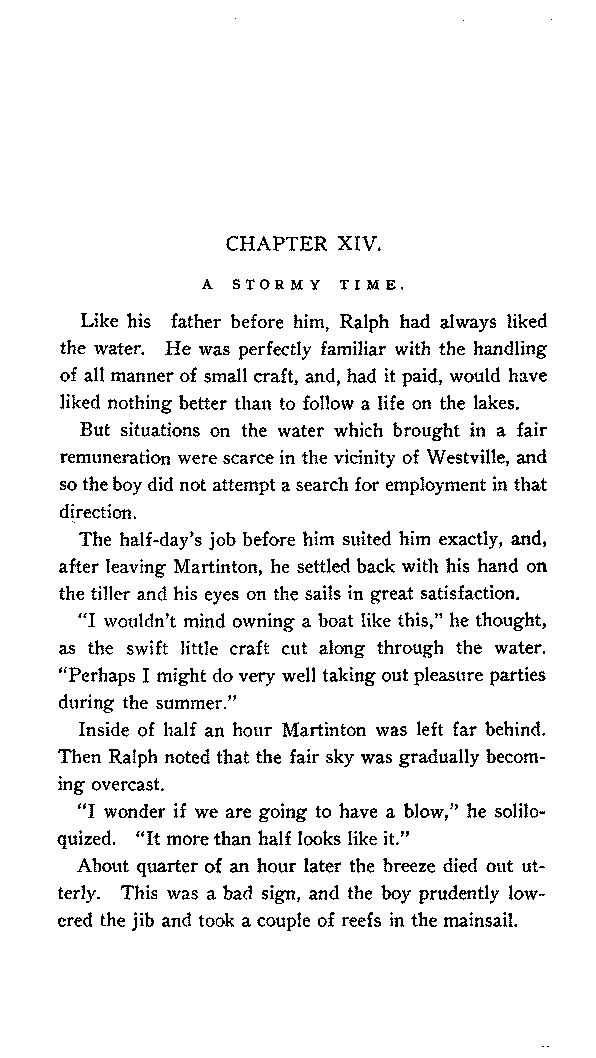 CHAPTER XIV.
A STORMY TIME.
Like his father before him, Ralph had always liked
the water. He was perfectly familiar with the handling
of all manner of small craft, and, had it paid, would have
liked nothing better than to follow a life on the lakes.
But situations on the water which brought in a fair
remuneration were scarce in the vicinity of Westville, and
so the boy did not attempt a search for employment in that
direction.
The half-day's job before him suited him exactly, and,
after leaving Martinton, he settled back with his hand on
the tiller and his eyes on the sails in great satisfaction.
"I wouldn't mind owning a boat like this," he thought,
as the swift little craft cut along through the water.
"Perhaps I might do very well taking out pleasure parties
during the summer."
Inside of half an hour Martinton was left far behind.
Then Ralph noted that the fair sky was gradually becom-
ing overcast.
"I wonder if we are going to have a blow," he solilo-
quized. "It more than half looks like it."
About quarter of an hour later the breeze died out ut-
terly. This was a bad sign, and the boy prudently low-
ered the jib and took a couple of reefs in the mainsail.